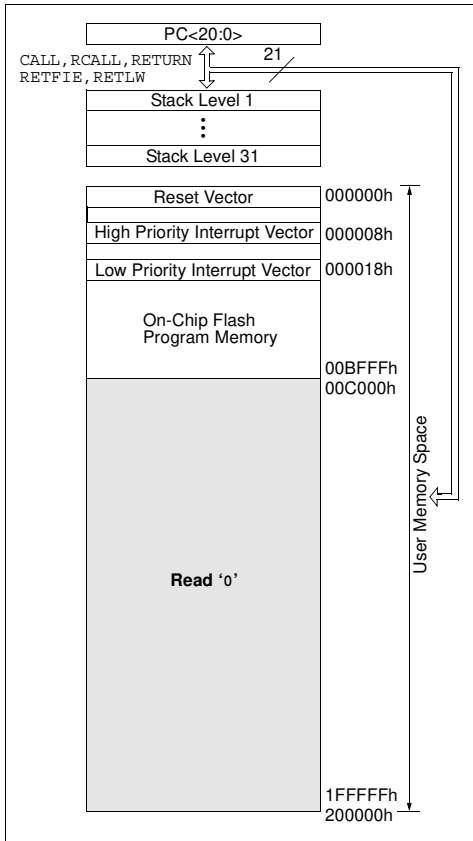 PC<20:0>
CALL,RCALL,RETURN
RETFIE,RETLW
21
Stack Level 1
Stack Level 31
Reset Vector
000000h
High Priority Interrupt Vector
000008h
Low Priority Interrupt Vector
000018h
On-Chip Flash
Program Memory
00BFFFh
00C000h
User Memory Space
Read ‘0’
1FFFFFh
200000h